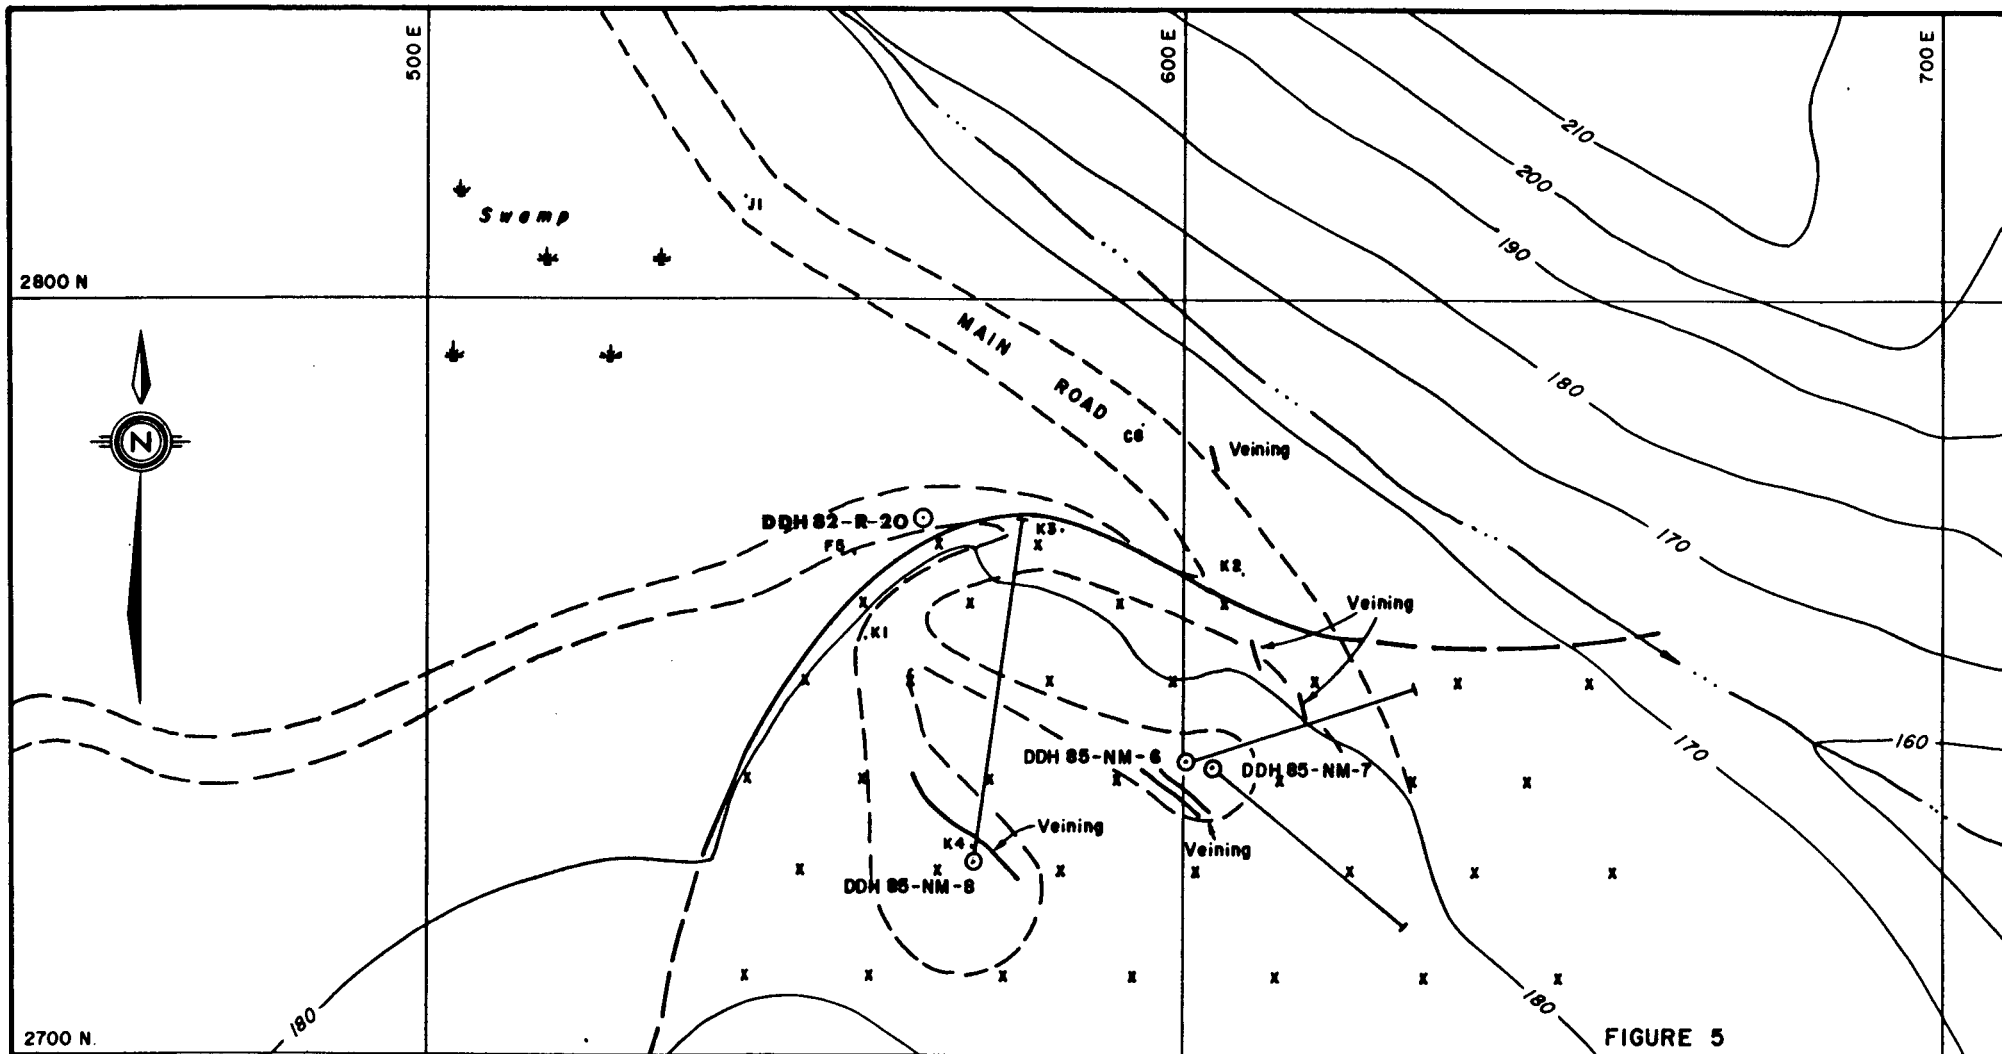 500 E
600 E
700 E
210
200
J1
Swamp
190
2800 N
MAIN
180
ROAD
C6
Veining
N
DDH 82-R-20
K3
F5
170
K2
Veining
K1
170
160
DDH 85-NM-6
DDH 85-NM-7
Veining
K4
Veining
DDH 85-NM-8
180
180
2700 N.
FIGURE 5